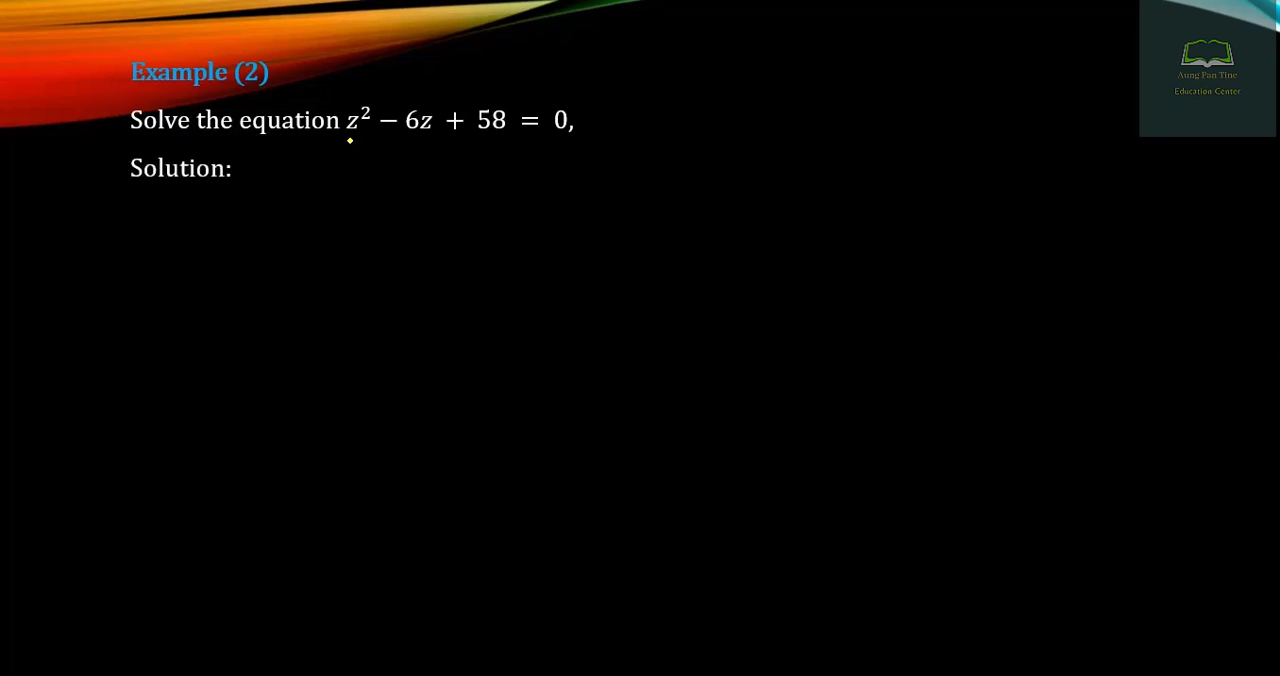 Example (2)
Solve the equation z² − 6z + 58 = 0,
Solution:
Aung Pan Tine
Education Center